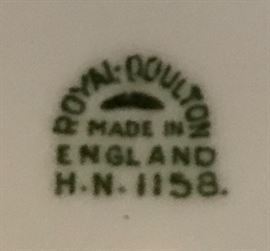 ROYAL-DOULTON
MADE IN
ENGLAND
H.N.1158.